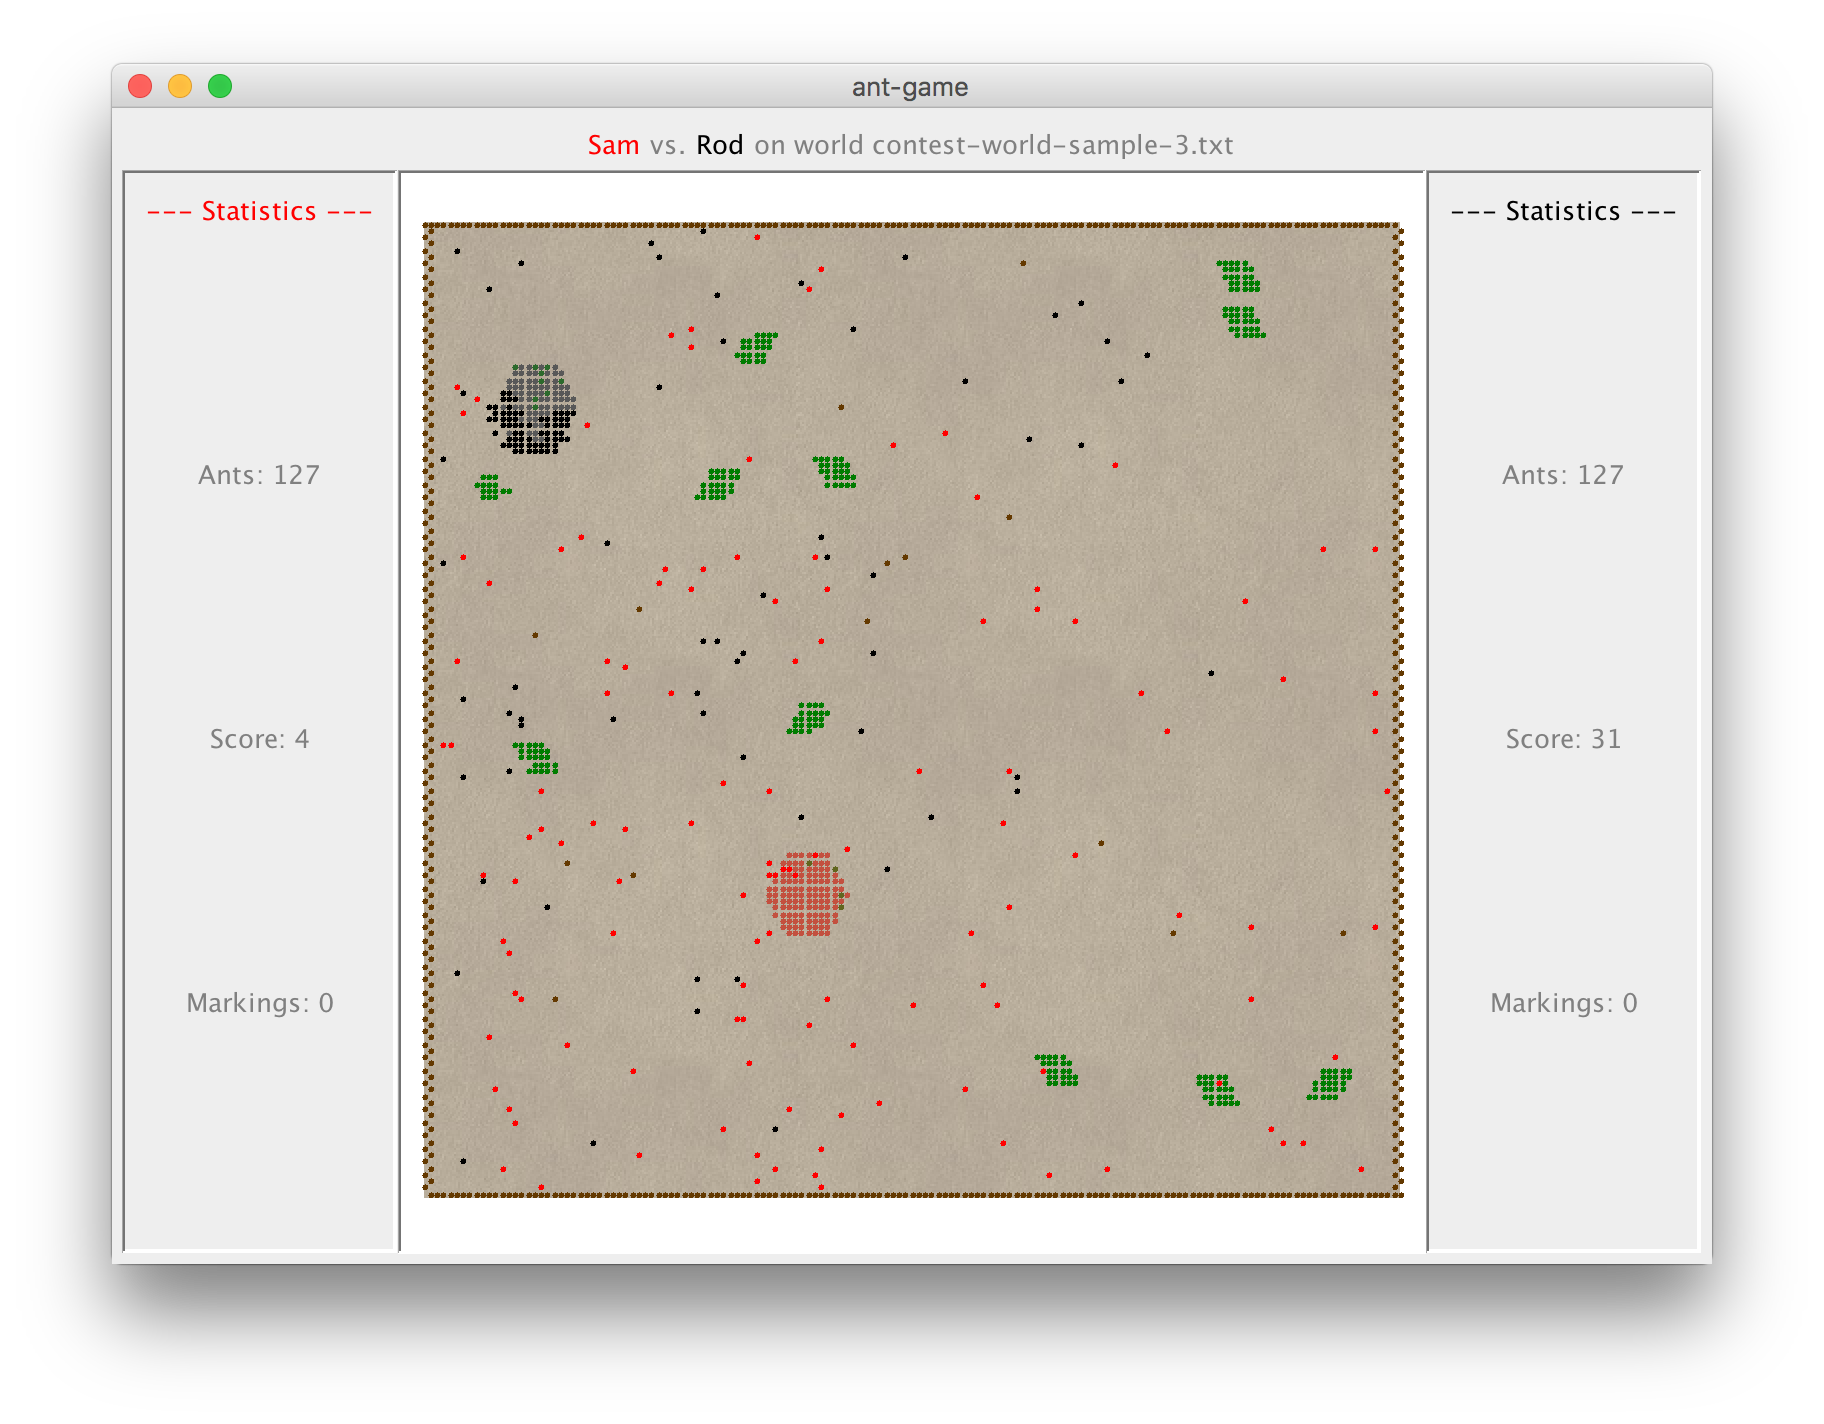 ant-game
Sam vs. Rod on world contest-world-sample-3.txt
--- Statistics ---
Ants: 127
Score: 4
Markings: 0
--- Statistics ---
Ants: 127
Score: 31
Markings: 0